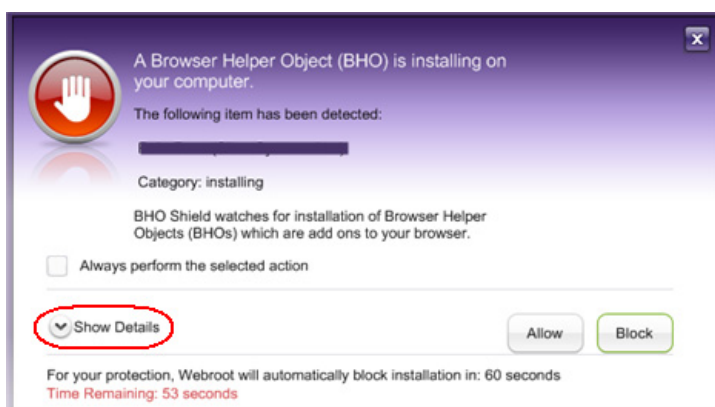 A Browser Helper Object (BHO) is installing on
your computer.
The following item has been detected:
Category: installing
BHO Shield watches for installation of Browser Helper
Objects (BHOs) which are add ons to your browser.
Always perform the selected action
Show Details
Allow
Block
For your protection, Webroot will automatically block installation in: 60 seconds
Time Remaining: 53 seconds